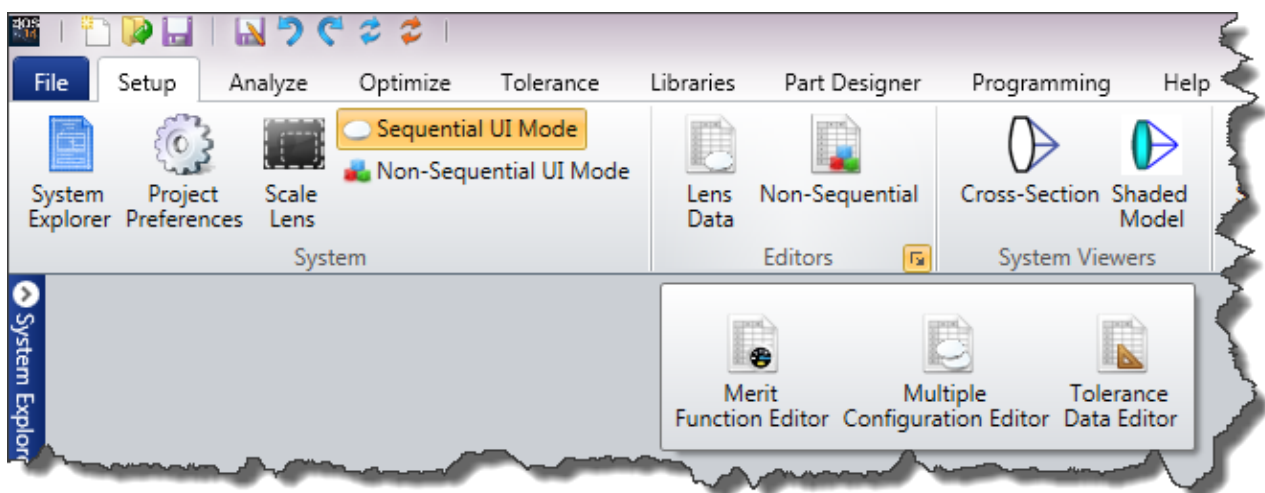 File Setup Analyze Optimize Tolerance Libraries Part Designer Programming Help
Sequential UI Mode
Non-Sequential UI Mode
System
Explorer
Project
Preferences
Scale
Lens
System
Lens
Data
Non-Sequential
Editors
Cross-Section
Shaded
Model
System Viewers
System Explor
Merit
Function Editor
Multiple
Configuration Editor
Tolerance
Data Editor